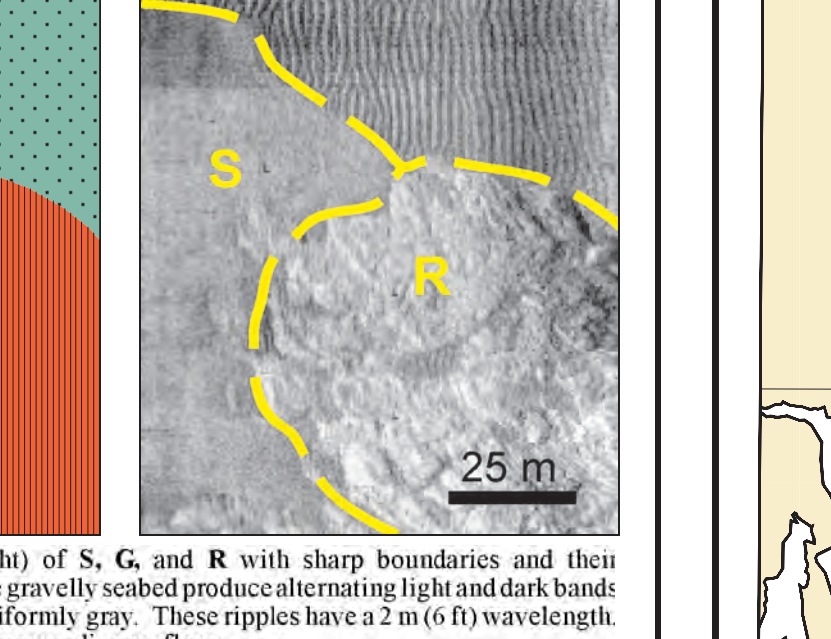 S
R
25 m
ht) of S, G, and R with sharp boundaries and their
gravelly seabed produce alternating light and dark bands
iformly gray. These ripples have a 2 m (6 ft) wavelength.